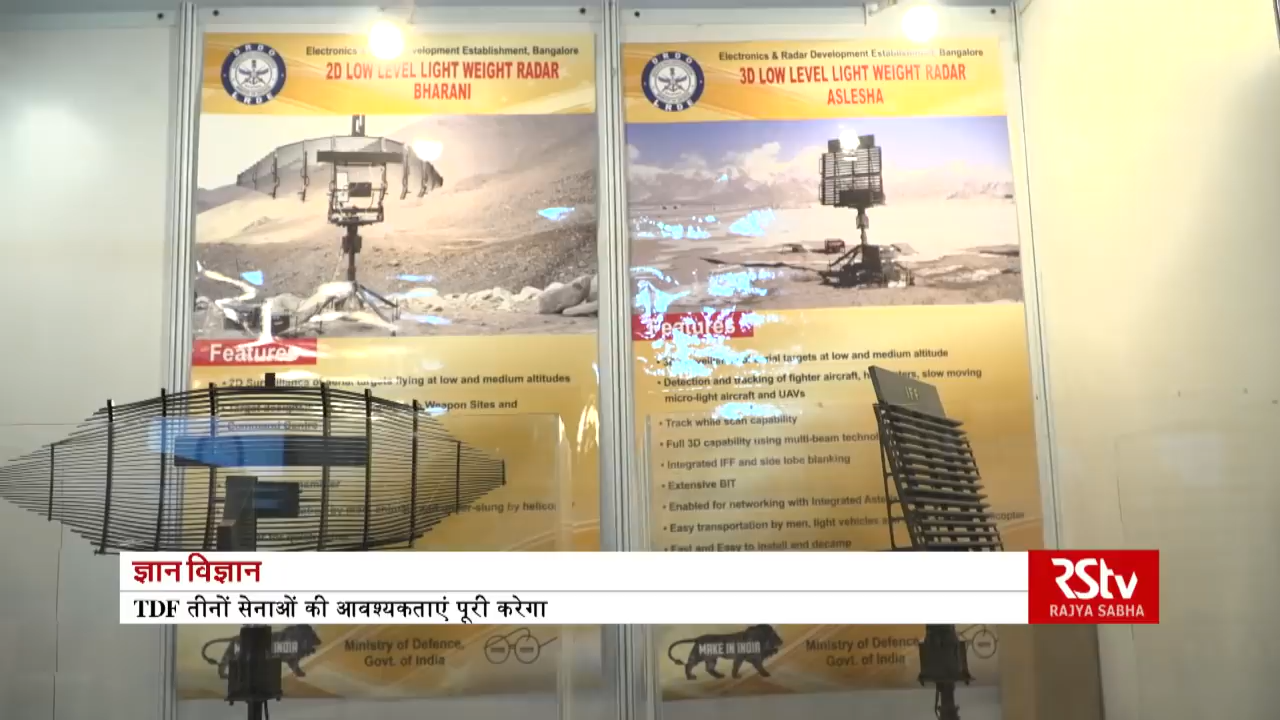 DRDO
LRDE
Electronics & Development Establishment, Bangalore
2D LOW LEVEL LIGHT WEIGHT RADAR
BHARANI
Features
• 2D Surveillance of aerial targets flying at low and medium altitudes
Weapon Sites and
by helico
DRDO
LRDE
Electronics & Radar Development Establishment, Bangalore
3D LOW LEVEL LIGHT WEIGHT RADAR
ASLESHA
Features
targets at low and medium altitude
• Detection and tracking of fighter aircraft, slow moving
micro-light aircraft and UAVs
• Track while scan capability
• Full 3D capability using multi-beam technol
• Integrated IFF and side lobe blanking
• Extensive BIT
• Enabled for networking with Integrated
• Easy transportation by men, light vehicles
• Fast and Easy to install and decamp
IFF
ज्ञान विज्ञान
TDF तीनों सेनाओं की आवश्यकताएं पूरी करेगा
RStv
RAJYA SABHA
INDIA
Ministry of Defence,
Govt. of India
MAKE IN INDIA
Ministry of Defence
Govt. of India